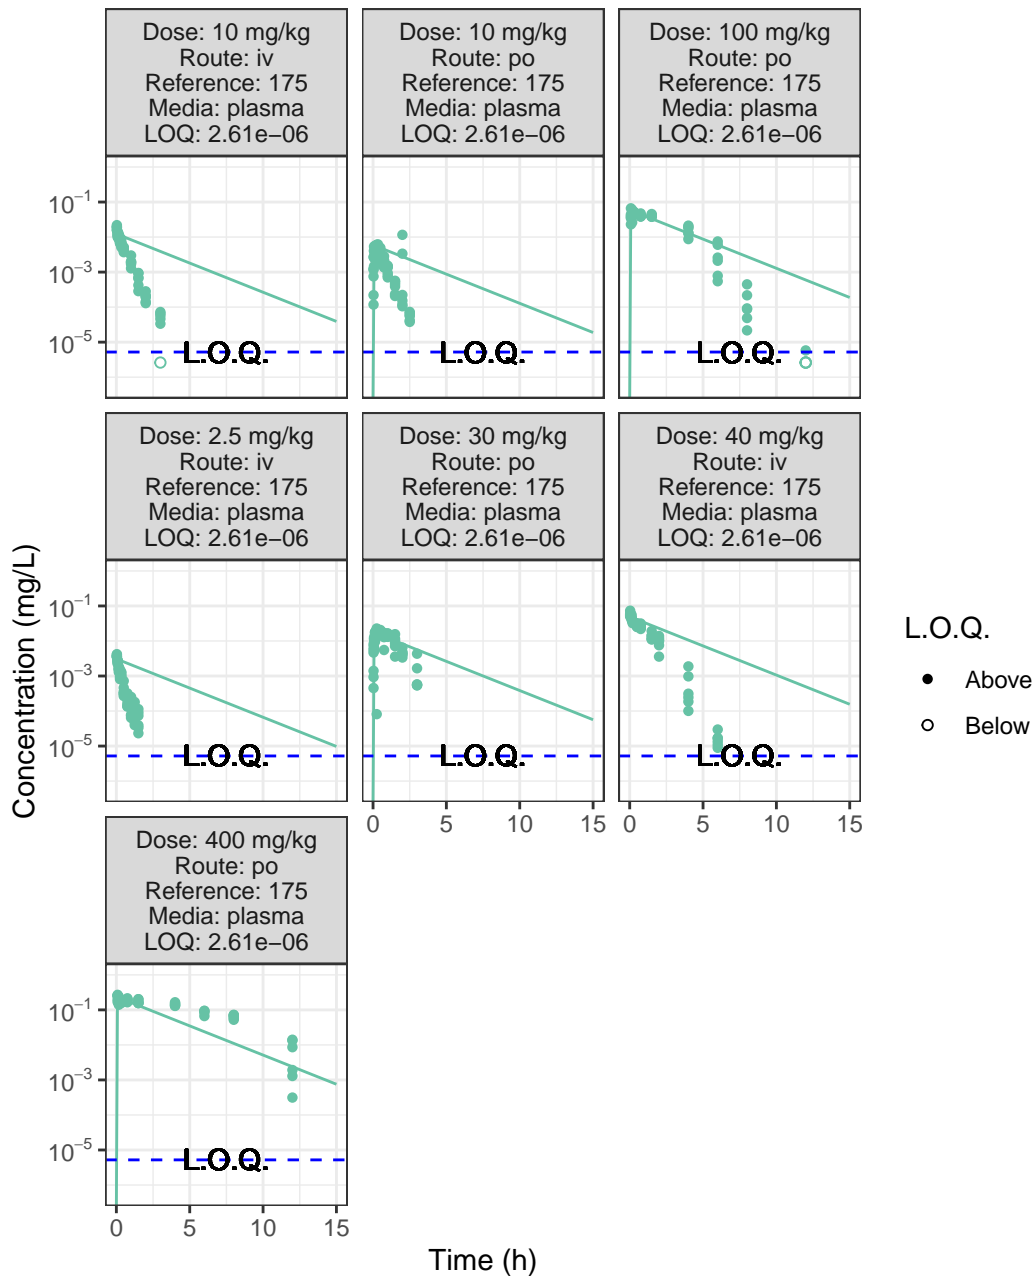 Dose: 10 mg/kg
Route: iv
Reference: 175
Media: plasma
LOQ: 2.61e−06
Dose: 10 mg/kg
Route: po
Reference: 175
Media: plasma
LOQ: 2.61e−06
Dose: 100 mg/kg
Route: po
Reference: 175
Media: plasma
LOQ: 2.61e−06
10⁻¹
10⁻³
10⁻⁵
L.O.Q.
L.O.Q.
L.O.Q.
Dose: 2.5 mg/kg
Route: iv
Reference: 175
Media: plasma
LOQ: 2.61e−06
Dose: 30 mg/kg
Route: po
Reference: 175
Media: plasma
LOQ: 2.61e−06
Dose: 40 mg/kg
Route: iv
Reference: 175
Media: plasma
LOQ: 2.61e−06
10⁻¹
10⁻³
10⁻⁵
L.O.Q.
L.O.Q.
L.O.Q.
0 5 10 15
0 5 10 15
Dose: 400 mg/kg
Route: po
Reference: 175
Media: plasma
LOQ: 2.61e−06
10⁻¹
10⁻³
10⁻⁵
L.O.Q.
0 5 10 15
Time (h)
Concentration (mg/L)
L.O.Q.
Above
Below